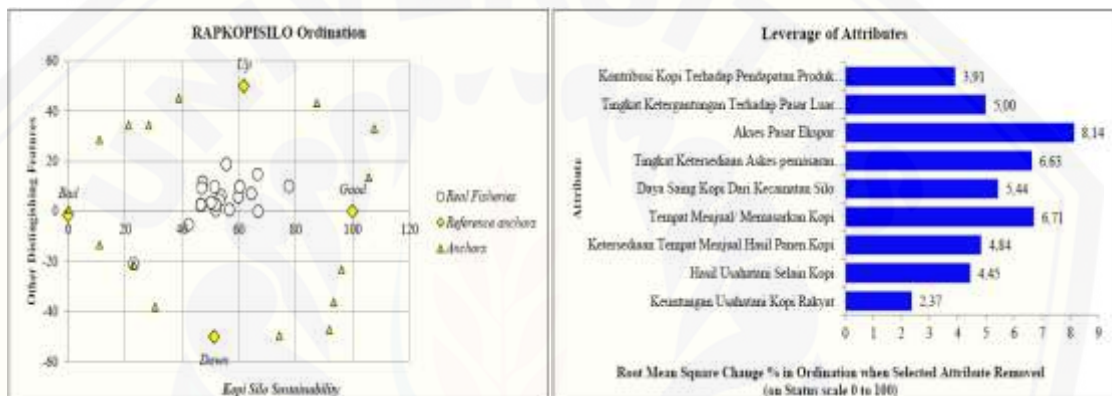 RAPKOPISILO Ordination
Up
60
40
20
0
-20
-40
-60
0
20
40
60
80
100
120
Bad
Good
Down
Other Distingishing Features
Kopi Silo Sustainability
Real Fisheries
Reference anchors
Anchors
Leverage of Attributes
Attribute
Kontribusi Kopi Terhadap Pendapatan Produk..
3,91
Tingkat Ketergantungan Terhadap Pasar Luar
5,00
Akses Pasar Ekspor
8,14
Tingkat Ketersediaan Askes pemasaran
6,63
Daya Saing Kopi Dari Kecamatan Silo
5,44
Tempat Menjual/ Memasarkan Kopi
6,71
Ketersediaan Tempat Menjual Hasil Panen Kopi
4,84
Hasil Usahatani Selain Kopi
4,45
Keuntungan Usahatani Kopi Rakyat
2,37
0 1 2 3 4 5 6 7 8 9
Root Mean Square Change % in Ordination when Selected Attribute Removed
(on Status scale 0 to 100)